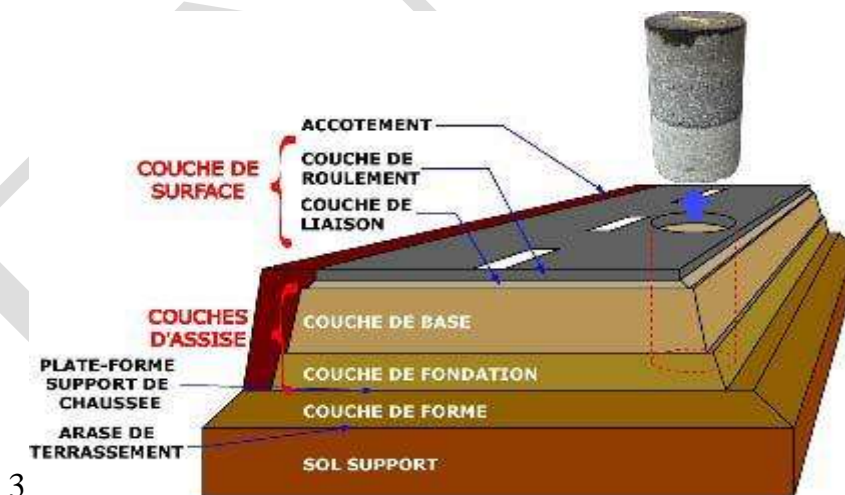 ACCOTEMENT
COUCHE DE
SURFACE
COUCHE DE
ROULEMENT
COUCHE DE
LIAISON
COUCHES
D'ASSISE
COUCHE DE BASE
PLATE-FORME
SUPPORT DE
CHAUSSEE
COUCHE DE FONDATION
COUCHE DE FORME
ARASE DE
TERRASSEMENT
SOL SUPPORT
3